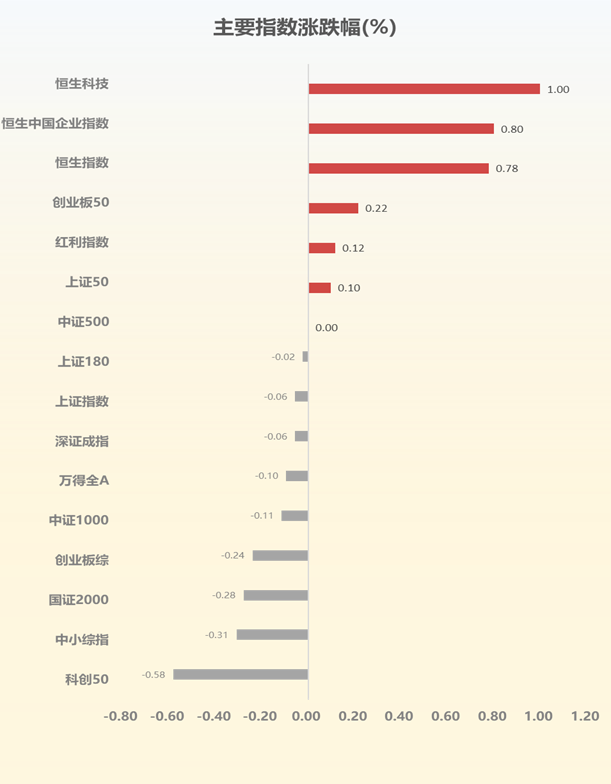 主要指数涨跌幅(%)
恒生科技 1.00
恒生中国企业指数 0.80
恒生指数 0.78
创业板50 0.22
红利指数 0.12
上证50 0.10
中证500 0.00
上证180 -0.02
上证指数 -0.06
深证成指 -0.06
万得全A -0.10
中证1000 -0.11
创业板综 -0.24
国证2000 -0.28
中小综指 -0.31
科创50 -0.58
-0.80 -0.60 -0.40 -0.20 0.00 0.20 0.40 0.60 0.80 1.00 1.20